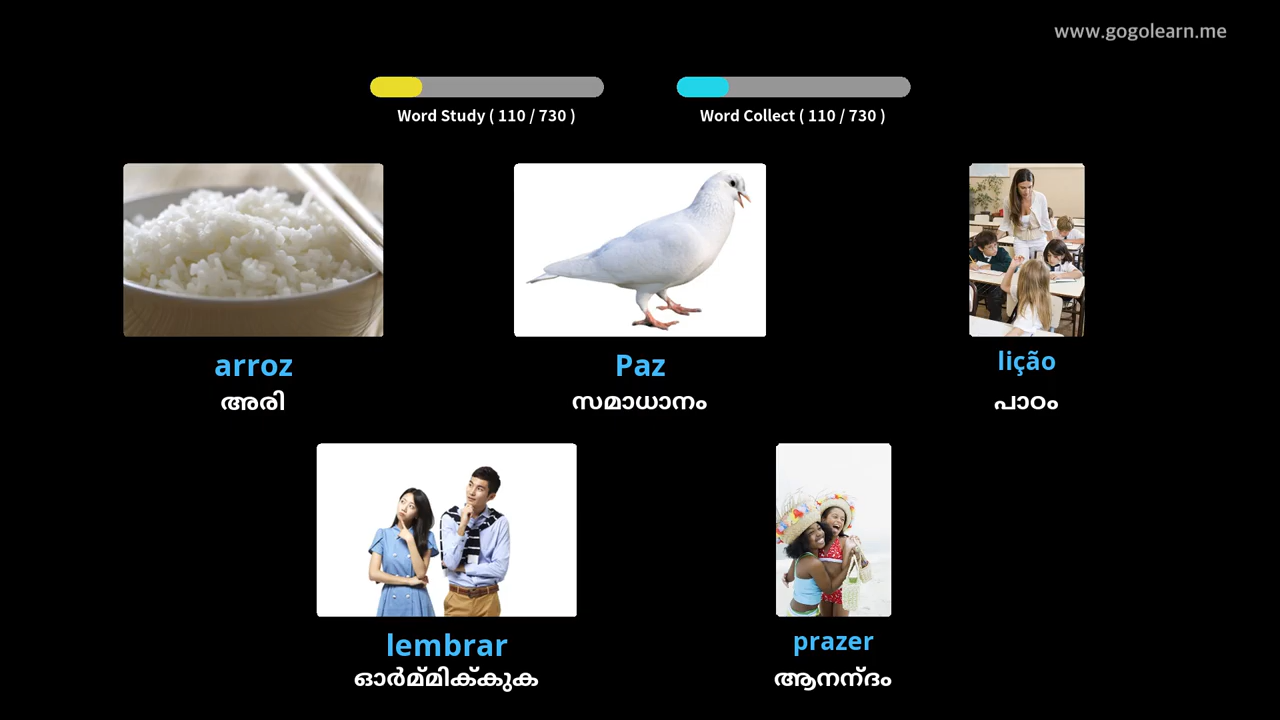 www.gogolearn.me
Word Study ( 110 / 730 )
Word Collect ( 110 / 730 )
arroz
അരി
Paz
സമാധാനം
lição
പാഠം
lembrar
ഓർമ്മിക്കുക
prazer
ആനന്ദം